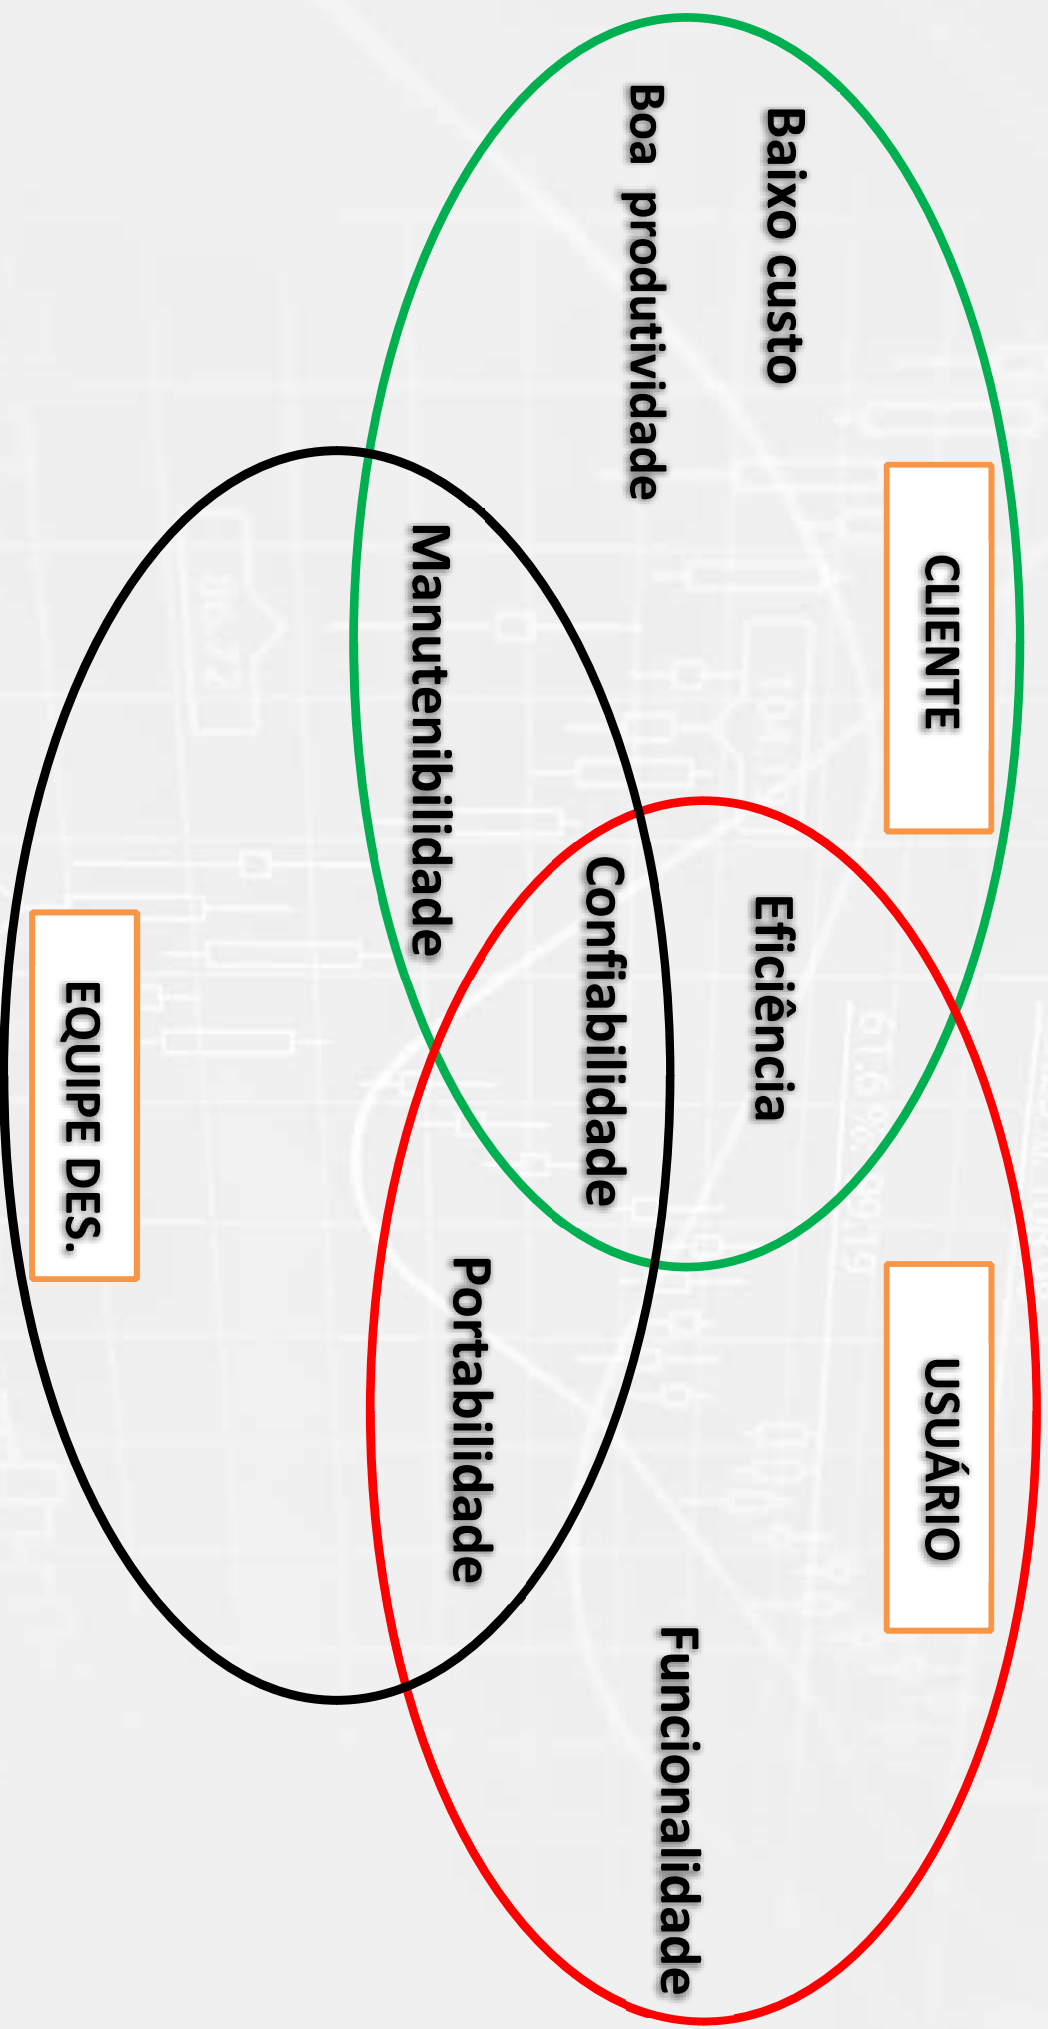 CLIENTE
USUÁRIO
Baixo custo
Eficiência
Boa produtividade
Funcionalidade
Confiabilidade
Manutenibilidade
Portabilidade
EQUIPE DES.